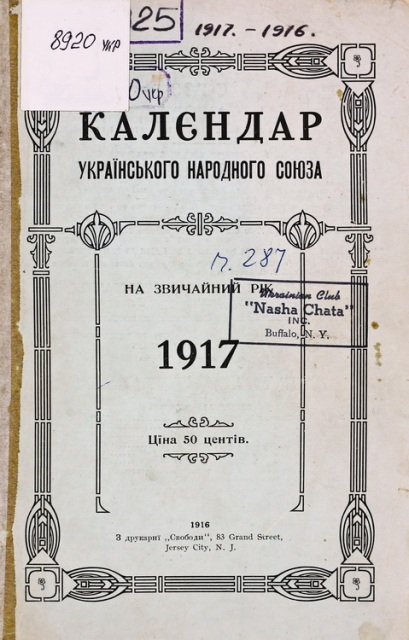 8920 укр
25
1917. - 1916.
КАЛЄНДАР
УКРАЇНСЬКОГО НАРОДНОГО СОЮЗА
п. 287
НА ЗВИЧАЙНИЙ РІК
Ukrainian Club
"Nasha Chata"
INC.
Buffalo, N. Y.
1917
Ціна 50 центів.
1916
З друкарні „Свободи", 83 Grand Street,
Jersey City, N. J.